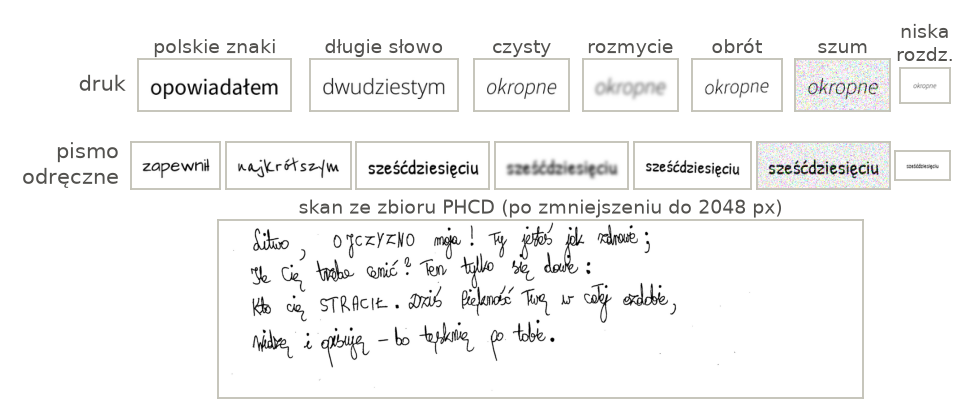 polskie znaki długie słowo czysty rozmycie obrót szum niska rozdz.
druk opowiadałem dwudziestym okropne okropne okropne okropne okropne
pismo odręczne zapewnił najkrótszym sześćdziesięciu sześćdziesięciu sześćdziesięciu sześćdziesięciu sześćdziesięciu
skan ze zbioru PHCD (po zmniejszeniu do 2048 px)
Litwo, OJCZYZNO moja! Ty jesteś jak zdrowie;
Ile Cię trzeba cenić? Ten tylko się dowie:
Kto cię STRACIŁ. Dziś piękność Twą w całej ozdobie,
Widzę i opisuję – bo tęsknię po tobie.